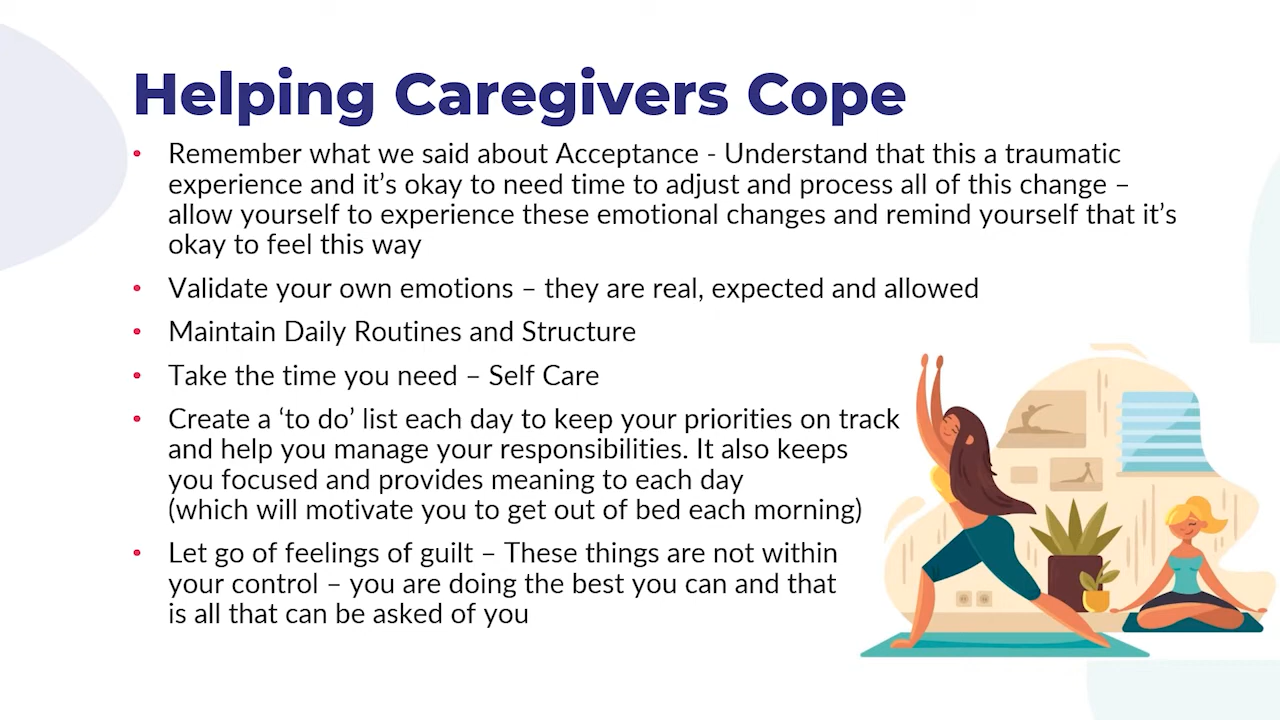 Helping Caregivers Cope
• Remember what we said about Acceptance - Understand that this a traumatic
experience and it’s okay to need time to adjust and process all of this change –
allow yourself to experience these emotional changes and remind yourself that it’s
okay to feel this way
• Validate your own emotions – they are real, expected and allowed
• Maintain Daily Routines and Structure
• Take the time you need – Self Care
• Create a ‘to do’ list each day to keep your priorities on track
and help you manage your responsibilities. It also keeps
you focused and provides meaning to each day
(which will motivate you to get out of bed each morning)
• Let go of feelings of guilt – These things are not within
your control – you are doing the best you can and that
is all that can be asked of you